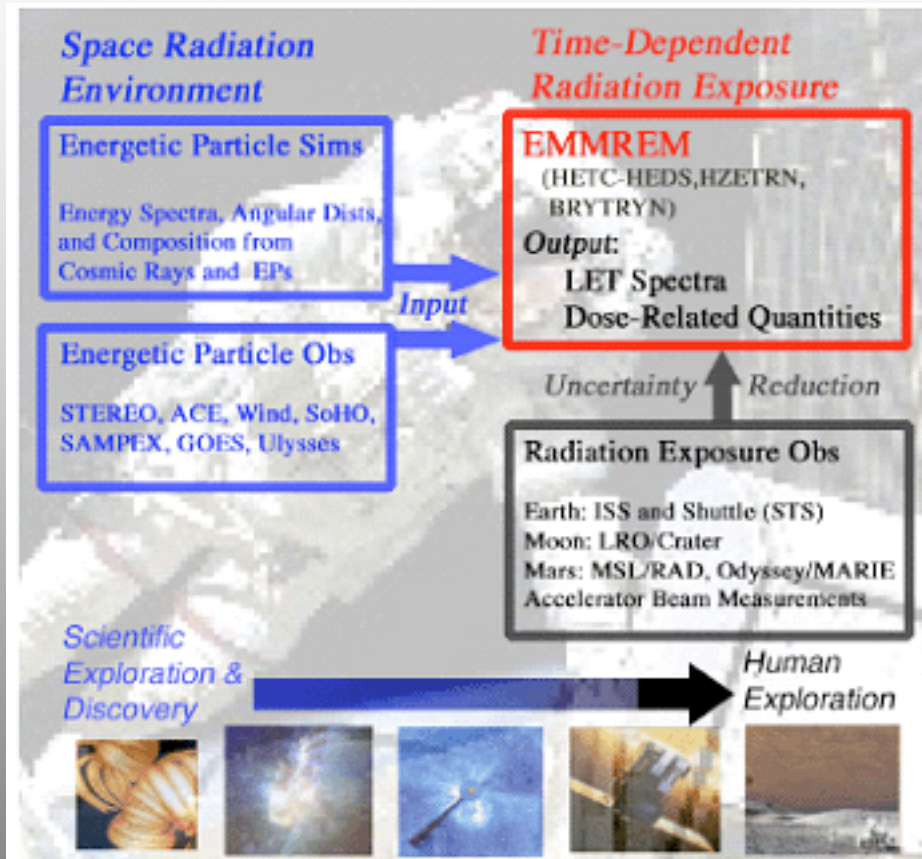 Space Radiation
Environment
Energetic Particle Sims
Energy Spectra, Angular Dists,
and Composition from
Cosmic Rays and EPs
Input
Energetic Particle Obs
STEREO, ACE, Wind, SoHO,
SAMPEX, GOES, Ulysses
Time-Dependent
Radiation Exposure
EMMREM
(HETC-HEDS,HZETRN,
BRYTRYN)
Output:
LET Spectra
Dose-Related Quantities
Uncertainty Reduction
Radiation Exposure Obs
Earth: ISS and Shuttle (STS)
Moon: LRO/Crater
Mars: MSL/RAD, Odyssey/MARIE
Accelerator Beam Measurements
Scientific
Exploration &
Discovery
Human
Exploration